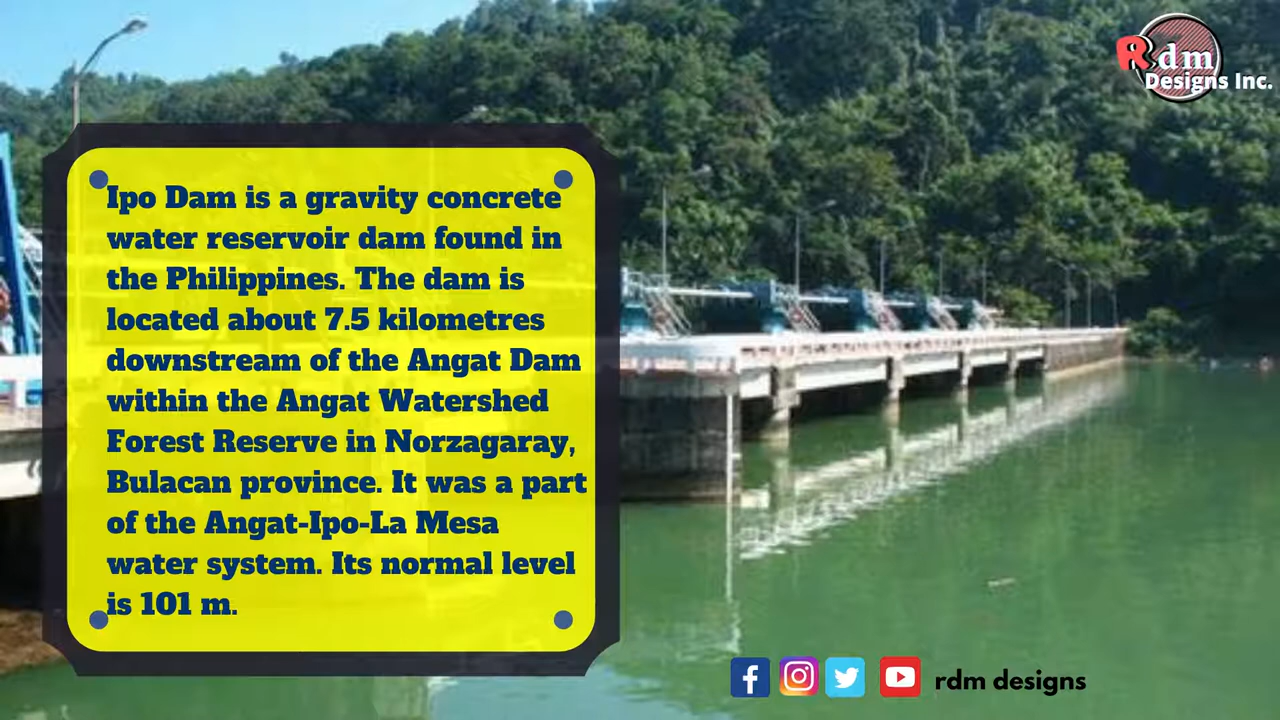 Rdm
Designs Inc.
Ipo Dam is a gravity concrete
water reservoir dam found in
the Philippines. The dam is
located about 7.5 kilometres
downstream of the Angat Dam
within the Angat Watershed
Forest Reserve in Norzagaray,
Bulacan province. It was a part
of the Angat-Ipo-La Mesa
water system. Its normal level
is 101 m.
rdm designs